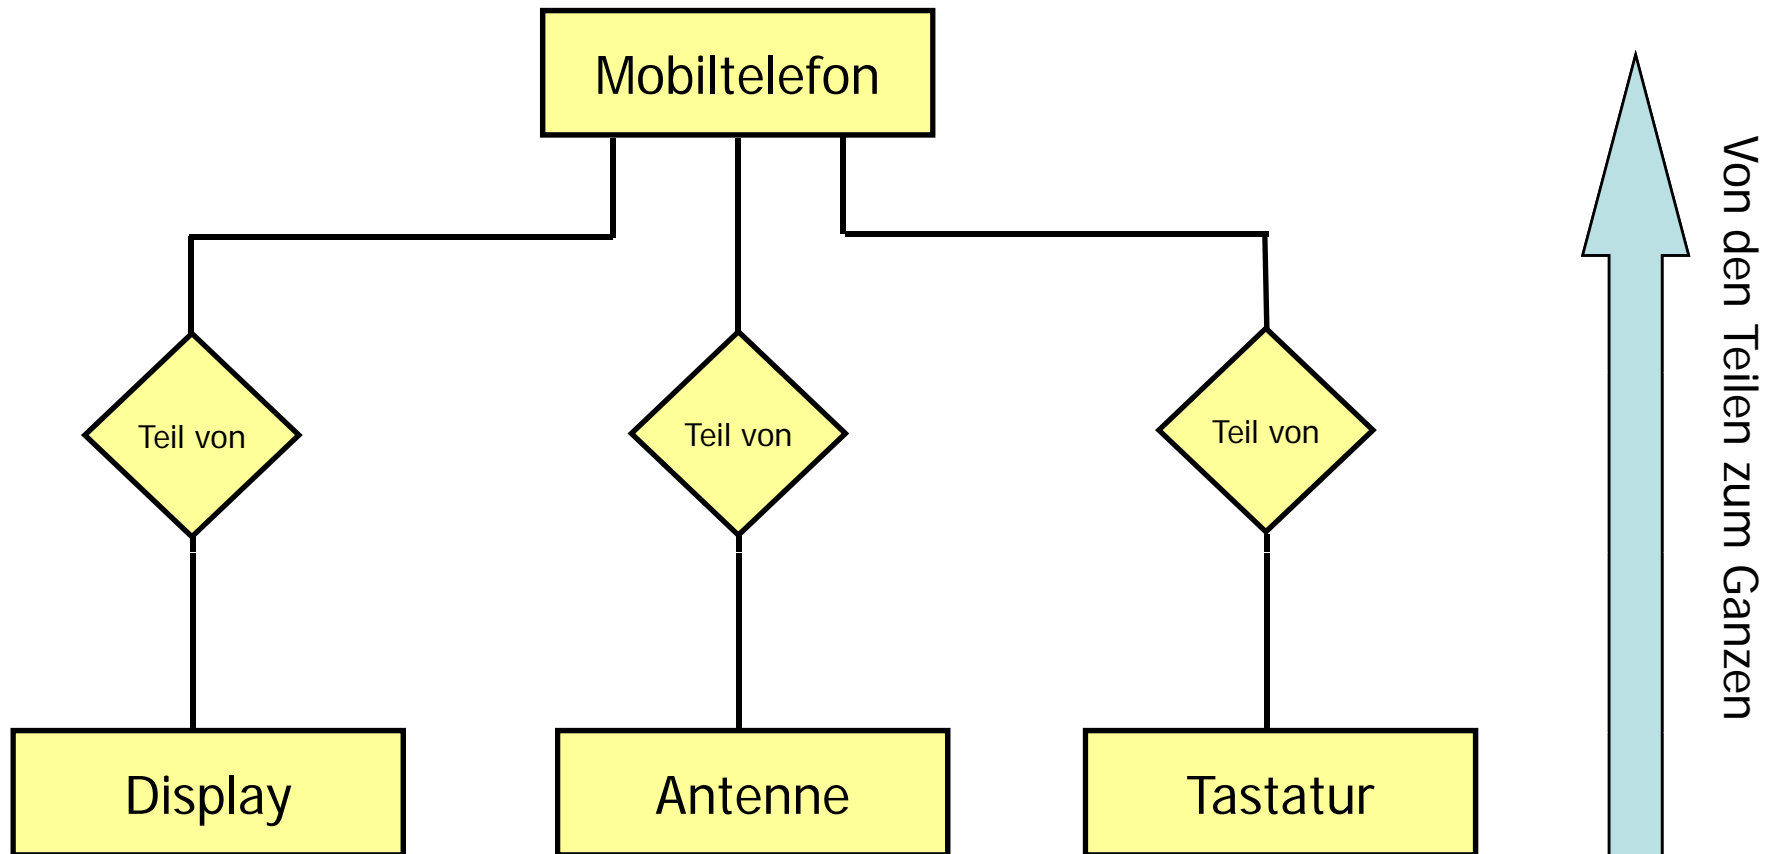 Mobiltelefon
Teil von
Teil von
Teil von
Display
Antenne
Tastatur
Von den Teilen zum Ganzen